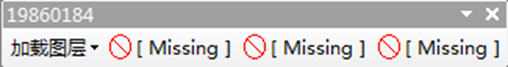 19860184
加载图层 [ Missing ] [ Missing ] [ Missing ]